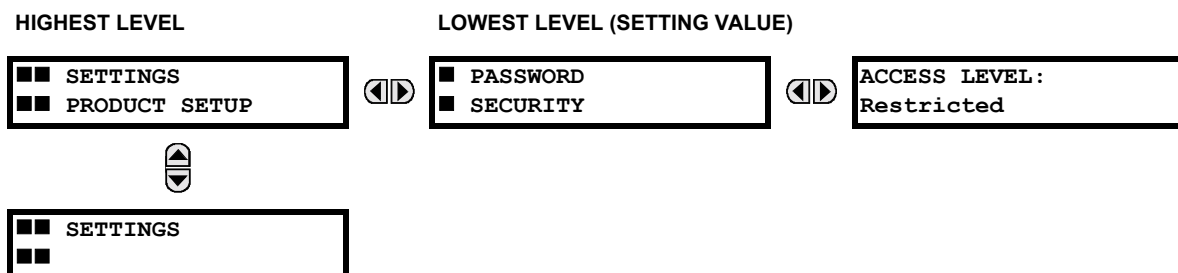 HIGHEST LEVEL
LOWEST LEVEL (SETTING VALUE)
■■ SETTINGS
■■ PRODUCT SETUP
■ PASSWORD
■ SECURITY
ACCESS LEVEL:
Restricted
■■ SETTINGS
■■